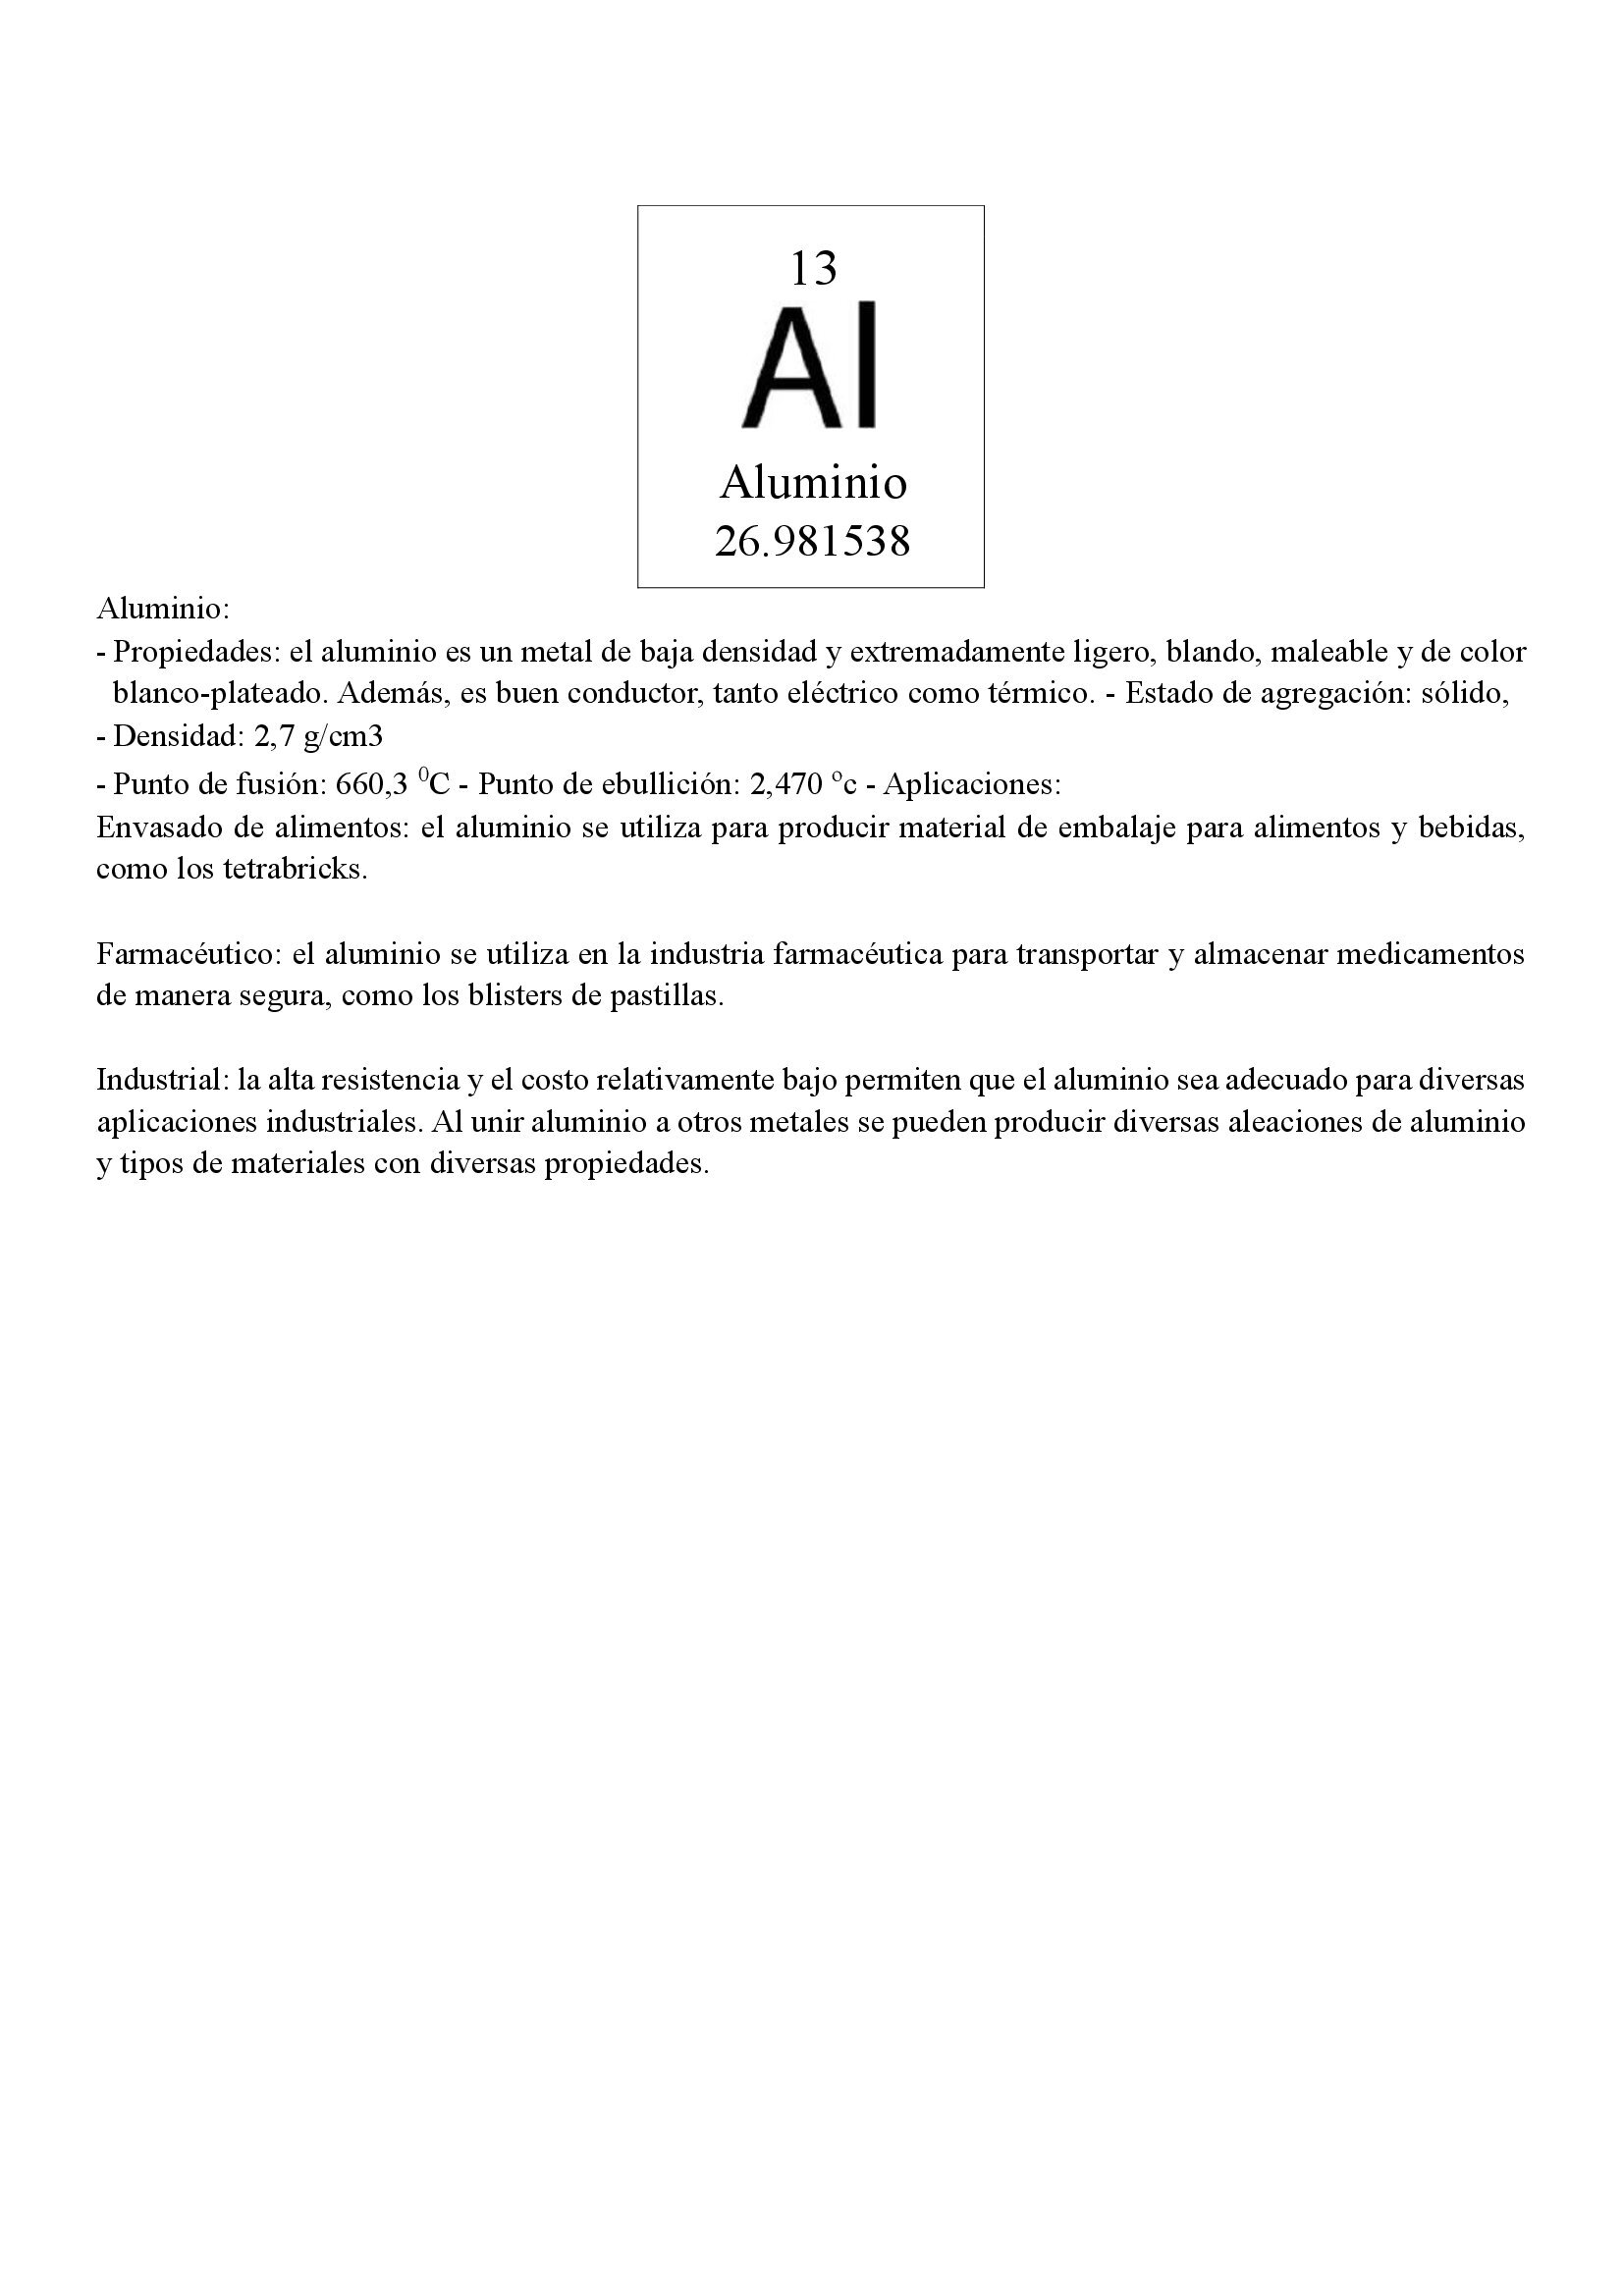 13
Al
Aluminio
26.981538
Aluminio:
- Propiedades: el aluminio es un metal de baja densidad y extremadamente ligero, blando, maleable y de color
blanco-plateado. Además, es buen conductor, tanto eléctrico como térmico. - Estado de agregación: sólido,
- Densidad: 2,7 g/cm3
- Punto de fusión: 660,3 ⁰C - Punto de ebullición: 2,470 ºc - Aplicaciones:
Envasado de alimentos: el aluminio se utiliza para producir material de embalaje para alimentos y bebidas,
como los tetrabricks.
Farmacéutico: el aluminio se utiliza en la industria farmacéutica para transportar y almacenar medicamentos
de manera segura, como los blisters de pastillas.
Industrial: la alta resistencia y el costo relativamente bajo permiten que el aluminio sea adecuado para diversas
aplicaciones industriales. Al unir aluminio a otros metales se pueden producir diversas aleaciones de aluminio
y tipos de materiales con diversas propiedades.